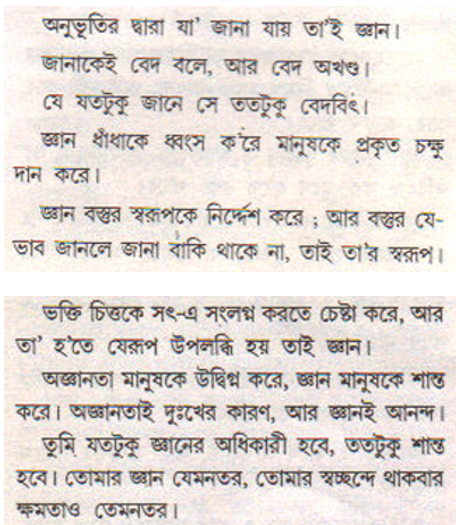 অনুভূতির দ্বারা যা’ জানা যায় তা’ই জ্ঞান।
জানাকেই বেদ বলে, আর বেদ অখণ্ড।
যে যতটুকু জানে সে ততটুকু বেদবিৎ।
জ্ঞান ধাঁধাকে ধ্বংস ক’রে মানুষকে প্রকৃত চক্ষু
দান করে।
জ্ঞান বস্তুর স্বরূপকে নির্দ্দেশ করে ; আর বস্তুর যে-
ভাব জানলে জানা বাকি থাকে না, তাই তা’র স্বরূপ।
ভক্তি চিত্তকে সৎ-এ সংলগ্ন করতে চেষ্টা করে, আর
তা’ হ’তে যেরূপ উপলব্ধি হয় তাই জ্ঞান।
অজ্ঞানতা মানুষকে উদ্বিগ্ন করে, জ্ঞান মানুষকে শান্ত
করে। অজ্ঞানতাই দুঃখের কারণ, আর জ্ঞানই আনন্দ।
তুমি যতটুকু জ্ঞানের অধিকারী হবে, ততটুকু শান্ত
হবে। তোমার জ্ঞান যেমনতর, তোমার স্বচ্ছন্দে থাকবার
ক্ষমতাও তেমনতর।